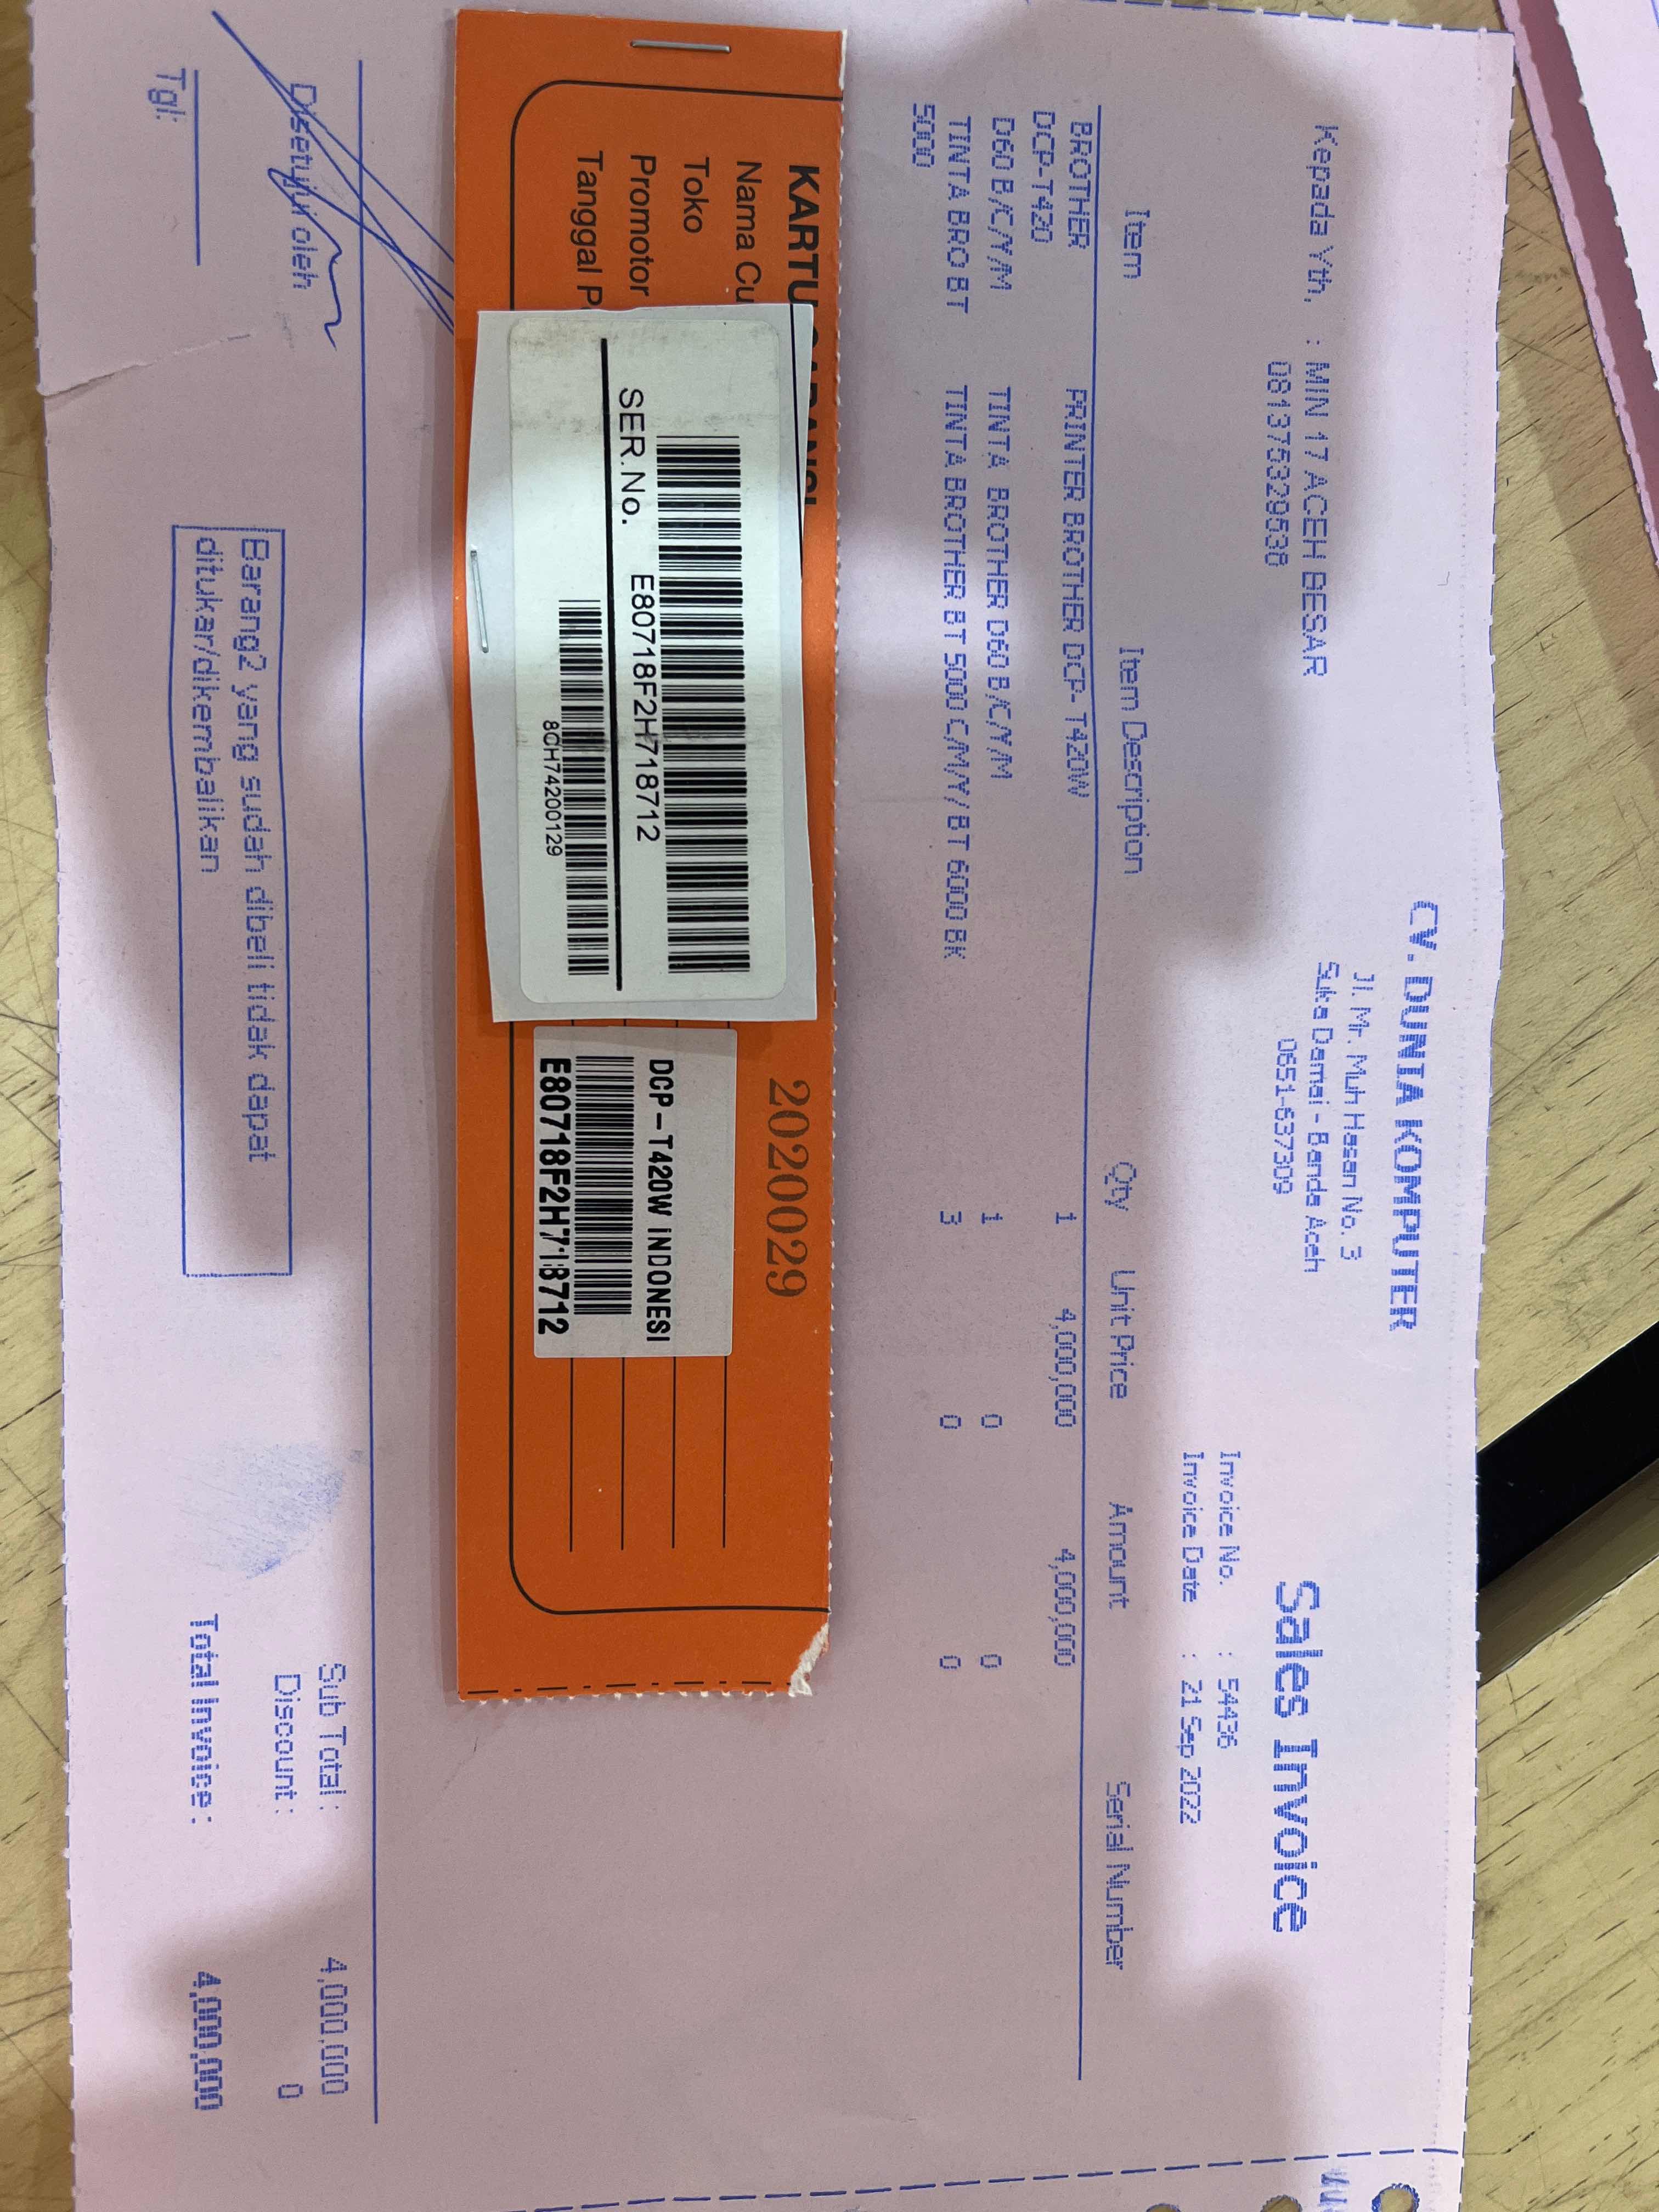 CV. DUNIA KOMPUTER
Jl. Mr. Muh Hasan No. 3
Suka Damai - Banda Aceh
0651-637309
Sales Invoice
Kepada Yth, : MIN 17 ACEH BESAR
081375329538
Invoice No. : 54436
Invoice Date : 21 Sep 2022
Item Item Description Qty Unit Price Amount Serial Number
BROTHER DCP-T420 PRINTER BROTHER DCP- T420W 1 4,000,000 4,000,000
D60 B/C/Y/M TINTA BROTHER D60 B/C/Y/M 1 0 0
TINTA BRO BT 5000 TINTA BROTHER BT 5000 C/M/Y/ BT 6000 BK 3 0 0
KARTU
Nama
Toko
Promotor
Tanggal
2020029
SER.No. E80718F2H718712
8CH74200129
DCP-T420W INDONESI
E80718F2H718712
Disetujui oleh
Tgl:
Barang2 yang sudah dibeli tidak dapat
ditukar/dikembalikan
Sub Total : 4,000,000
Discount : 0
Total Invoice : 4,000,000